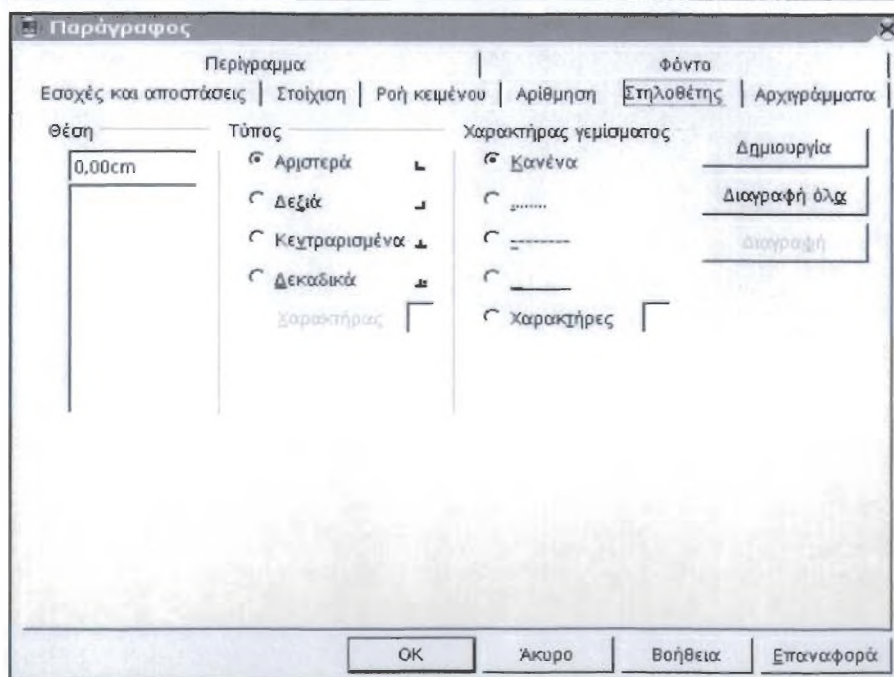 Παράγραφος
Περίγραμμα Φόντο
Εσοχές και αποστάσεις Στοίχιση Ροή κειμένου Αρίθμηση Στηλοθέτης Αρχιγράμματα
Θέση Τύπος Χαρακτήρας γεμίσματος
0,00cm Αριστερά Κανένα Δημιουργία
Δεξιά ........ Διαγραφή όλα
Κεντραρισμένα ---------- Διαγραφή
Δεκαδικά ______
Χαρακτήρας Χαρακτήρες
OK Άκυρο Βοήθεια Επαναφορά